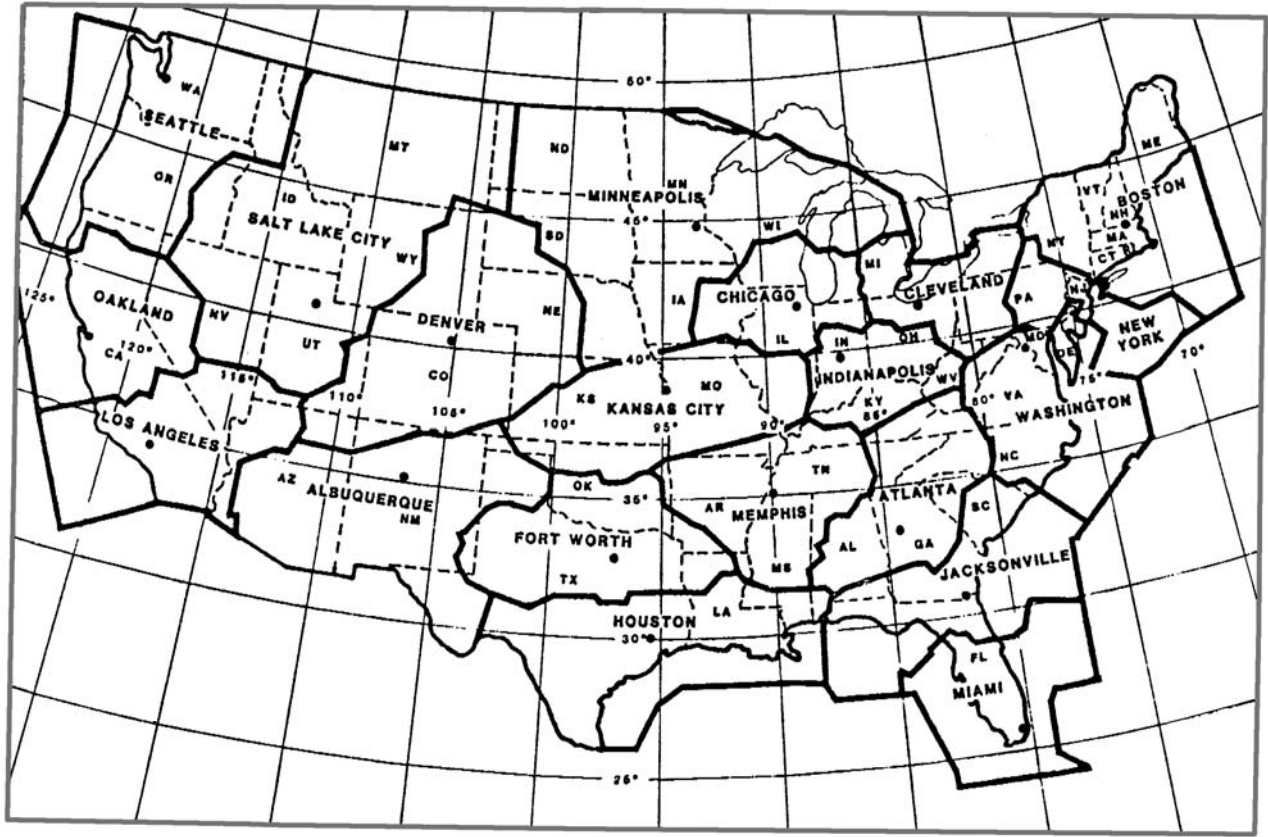 50°
WA
SEATTLE
OR
MT
ND
MN
MINNEAPOLIS
45°
ID
SALT LAKE CITY
WY
SD
WI
ME
VT
BOSTON
NH
MA
CT RI
NY
MI
CLEVELAND
PA
NJ
125°
OAKLAND
CA
120°
NV
UT
115°
110°
DENVER
CO
105°
NE
IA
CHICAGO
IL
40°
IN
OH
INDIANAPOLIS
WV
KY
85°
NEW
YORK
70°
MD
DE
75°
80°
VA
WASHINGTON
KS
MO
KANSAS CITY
100°
95°
90°
LOS ANGELES
AZ
ALBUQUERQUE
NM
OK
35°
TN
AR
MEMPHIS
MS
NC
ATLANTA
SC
AL
GA
FORT WORTH
TX
JACKSONVILLE
LA
HOUSTON
30°
FL
MIAMI
25°